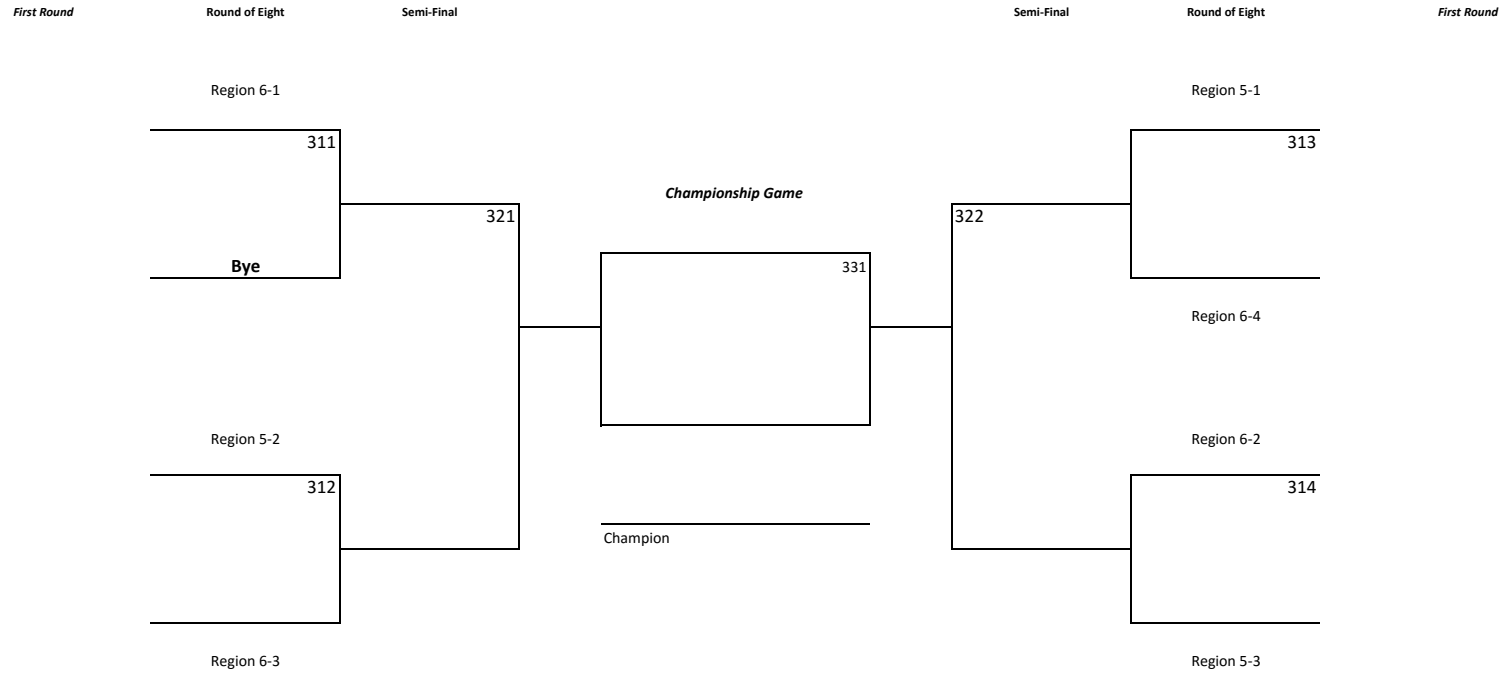 First Round Round of Eight Semi-Final Semi-Final Round of Eight First Round
Region 6-1 Region 5-1
311 313
Championship Game
321 322
Bye 331
Region 6-4
Region 5-2 Region 6-2
312 314
Champion
Region 6-3 Region 5-3